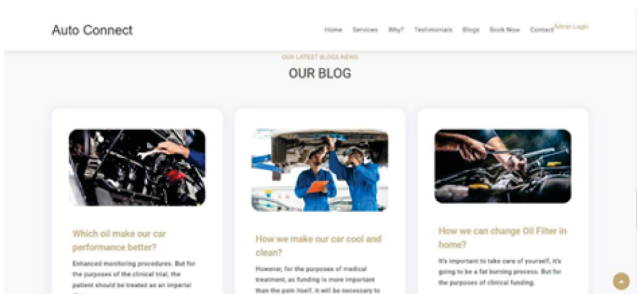 Auto Connect
Home Services Why? Testimonials Blogs Book Now Contact Admin Login
OUR LATEST BLOGS NEWS
OUR BLOG
Which oil make our car
performance better?
Enhanced monitoring procedures. But for
the purposes of the clinical trial, the
patient should be treated as an imperial
How we make our car cool and
clean?
However, for the purposes of medical
treatment, as funding is more important
than the pain itself, it will be necessary to
How we can change Oil Filter in
home?
It's important to take care of yourself, it's
going to be a fat burning process. But for
the purposes of clinical funding.